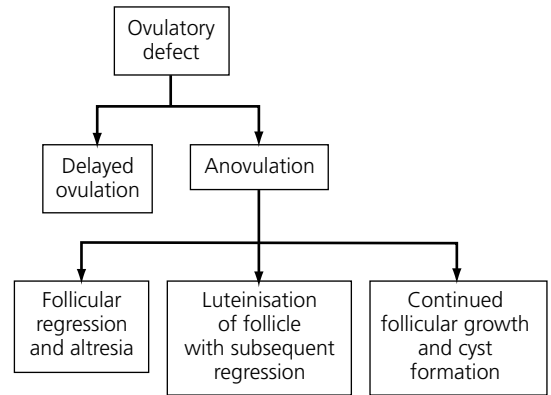 Ovulatory
defect
Delayed
ovulation
Anovulation
Follicular
regression
and altresia
Luteinisation
of follicle
with subsequent
regression
Continued
follicular growth
and cyst
formation